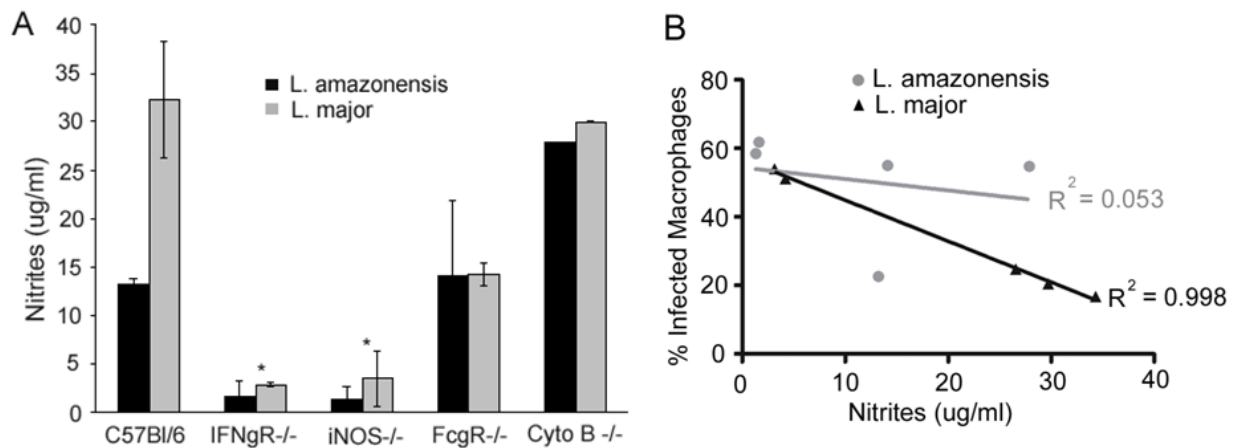 A
Nitrites (ug/ml)
40
35
30
25
20
15
10
5
0
L. amazonensis
L. major
*
*
C57Bl/6 IFNgR-/- iNOS-/- FcgR-/- Cyto B -/-
B
% Infected Macrophages
80
60
40
20
0
L. amazonensis
L. major
R² = 0.053
R² = 0.998
0 10 20 30 40
Nitrites (ug/ml)